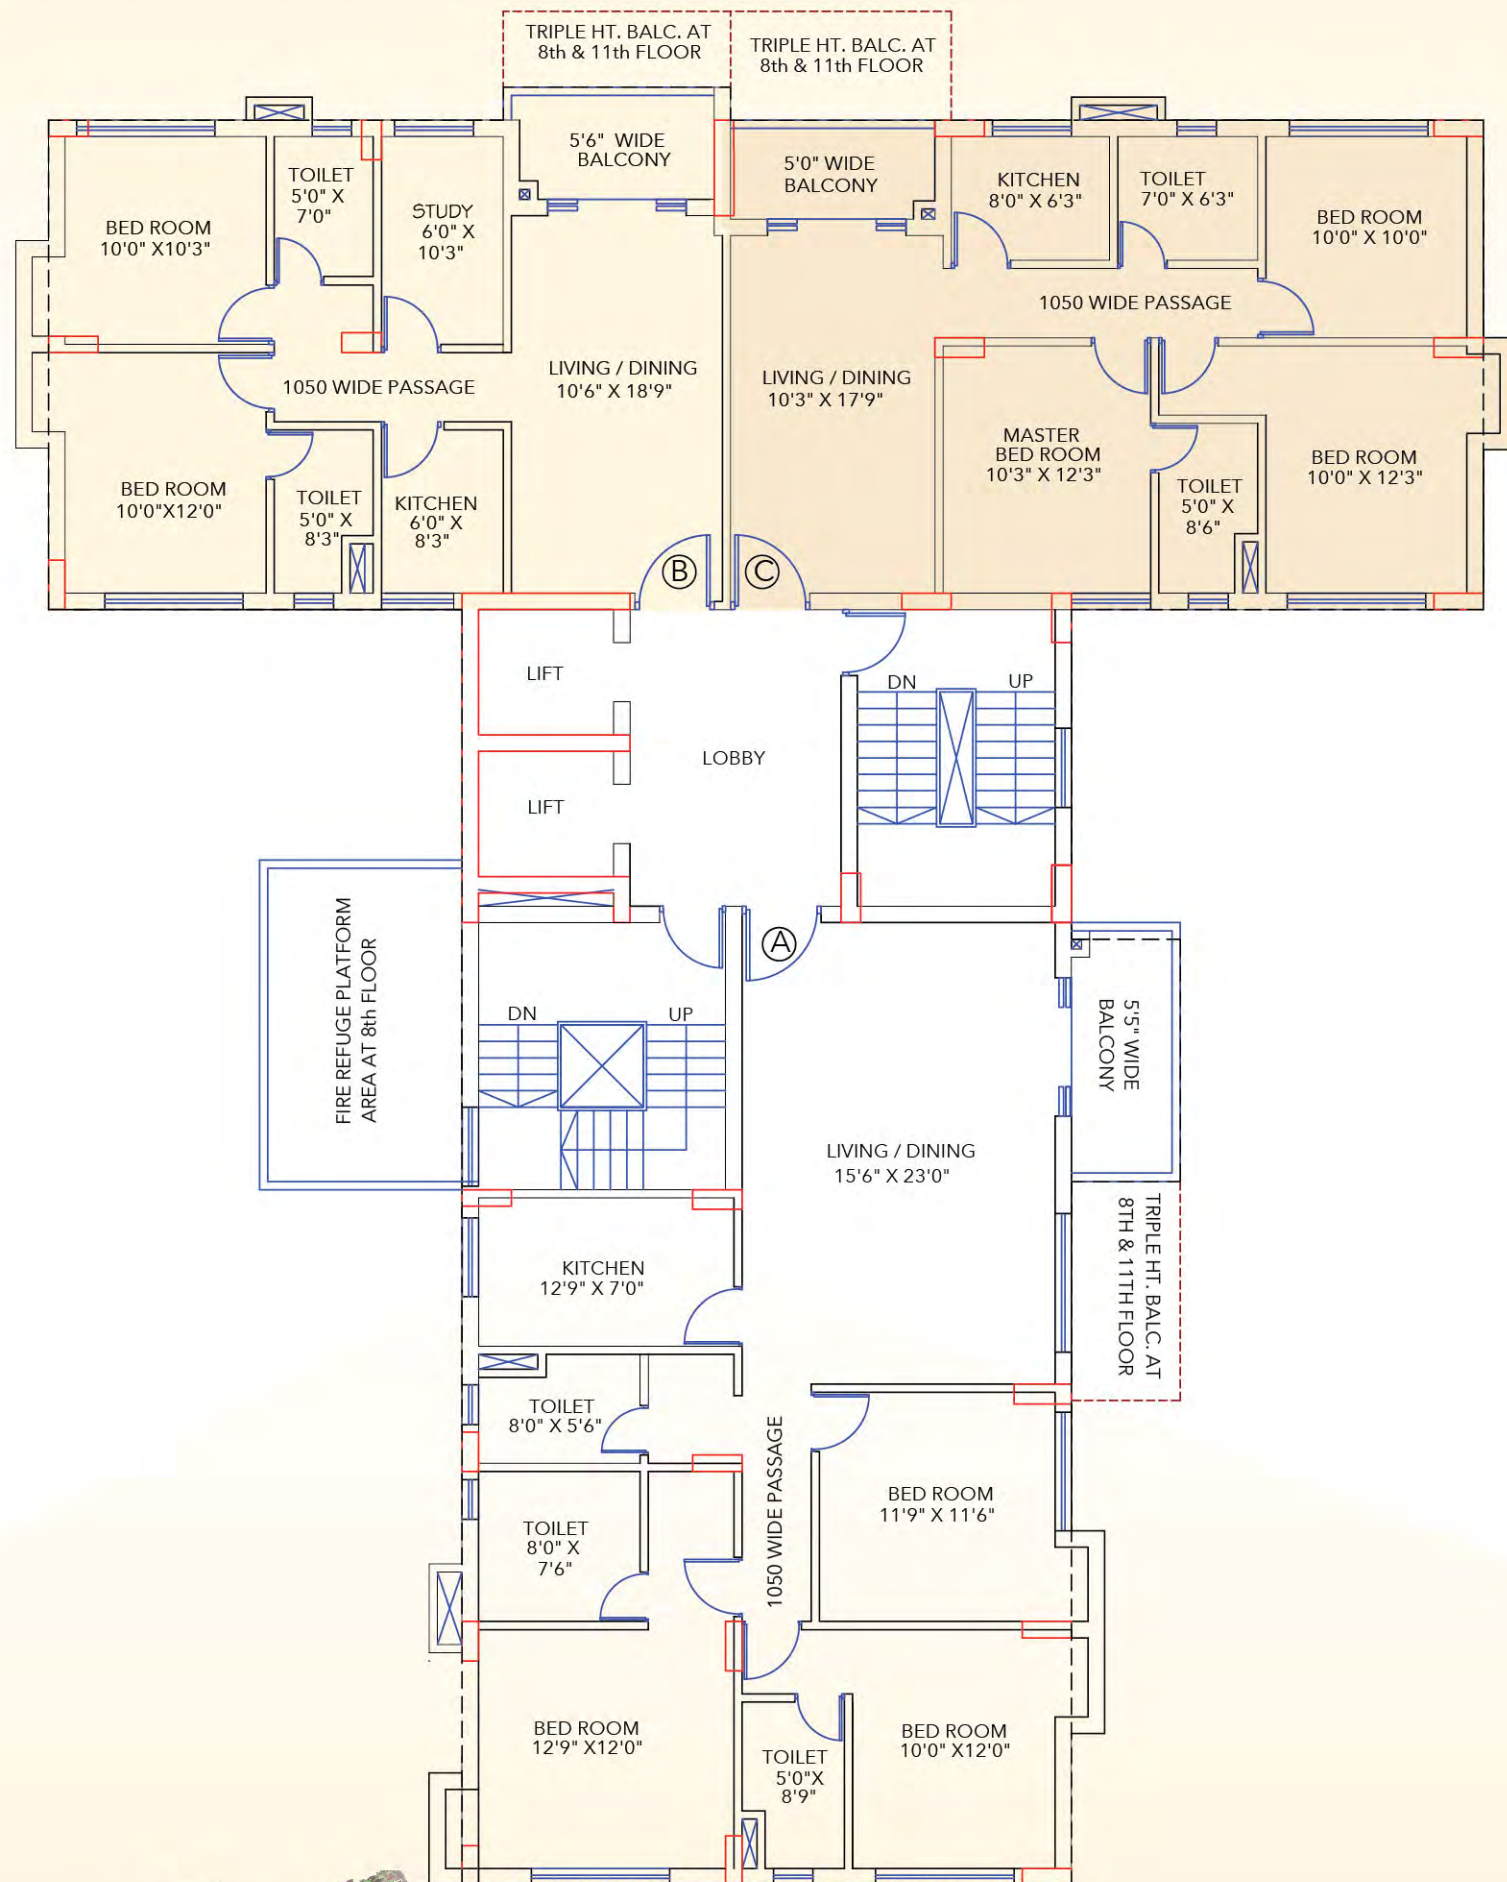 TRIPLE HT. BALC. AT
8th & 11th FLOOR
TRIPLE HT. BALC. AT
8th & 11th FLOOR
5'6" WIDE
BALCONY
5'0" WIDE
BALCONY
BED ROOM
10'0" X10'3"
TOILET
5'0" X
7'0"
STUDY
6'0" X
10'3"
KITCHEN
8'0" X 6'3"
TOILET
7'0" X 6'3"
BED ROOM
10'0" X 10'0"
1050 WIDE PASSAGE
1050 WIDE PASSAGE
LIVING / DINING
10'6" X 18'9"
LIVING / DINING
10'3" X 17'9"
MASTER
BED ROOM
10'3" X 12'3"
BED ROOM
10'0" X 12'3"
BED ROOM
10'0"X12'0"
TOILET
5'0" X
8'3"
KITCHEN
6'0" X
8'3"
TOILET
5'0" X
8'6"
B
C
LIFT
DN
UP
LOBBY
LIFT
FIRE REFUGE PLATFORM
AREA AT 8th FLOOR
A
DN
UP
5'5" WIDE
BALCONY
LIVING / DINING
15'6" X 23'0"
TRIPLE HT. BALC. AT
8TH & 11TH FLOOR
KITCHEN
12'9" X 7'0"
TOILET
8'0" X 5'6"
1050 WIDE PASSAGE
BED ROOM
11'9" X 11'6"
TOILET
8'0" X
7'6"
BED ROOM
12'9" X12'0"
TOILET
5'0"X
8'9"
BED ROOM
10'0" X12'0"